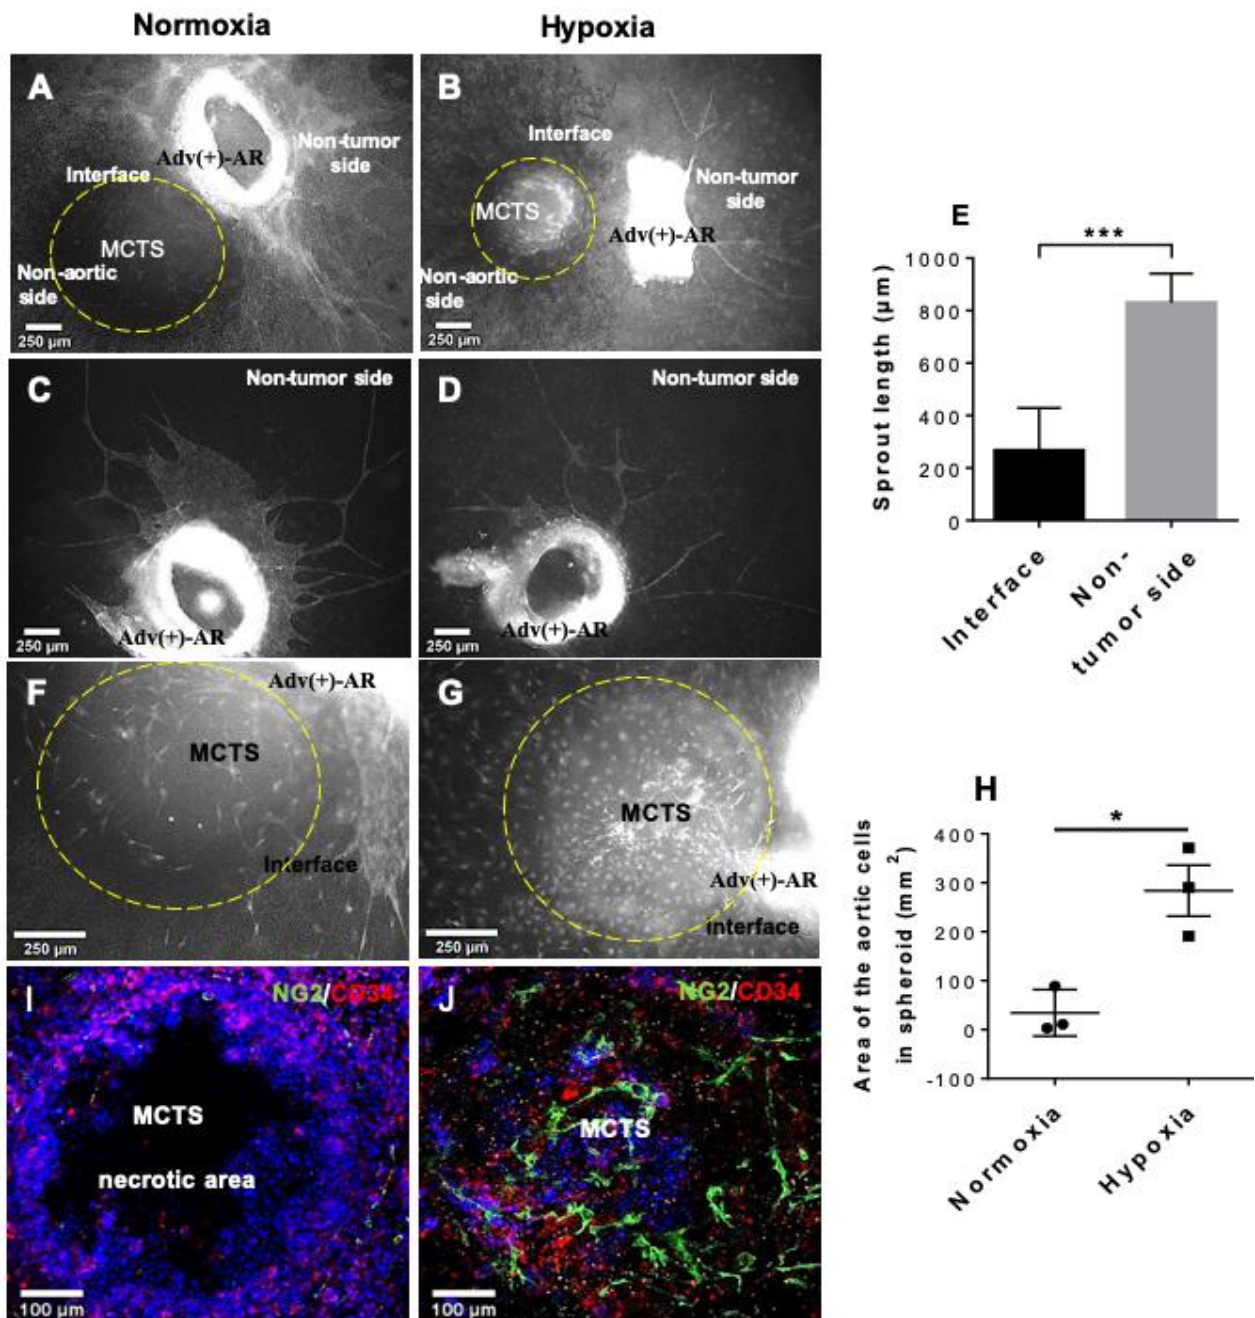 Normoxia
Hypoxia
A
Non-tumor
side
Adv(+)-AR
Interface
MCTS
Non-aortic
side
250 µm
B
Interface
Non-tumor
side
MCTS
Adv(+)-AR
Non-aortic
side
250 µm
C
Non-tumor side
Adv(+)-AR
250 µm
D
Non-tumor side
Adv(+)-AR
250 µm
E
***
Sprout length (µm)
1000
800
600
400
200
0
Interface
Non-
tumor side
F
Adv(+)-AR
MCTS
Interface
250 µm
G
MCTS
Adv(+)-AR
Interface
250 µm
H
*
Area of the aortic cells
in spheroid (mm²)
400
300
200
100
0
-100
Normoxia
Hypoxia
I
NG2/CD34
MCTS
necrotic area
100 µm
J
NG2/CD34
MCTS
100 µm